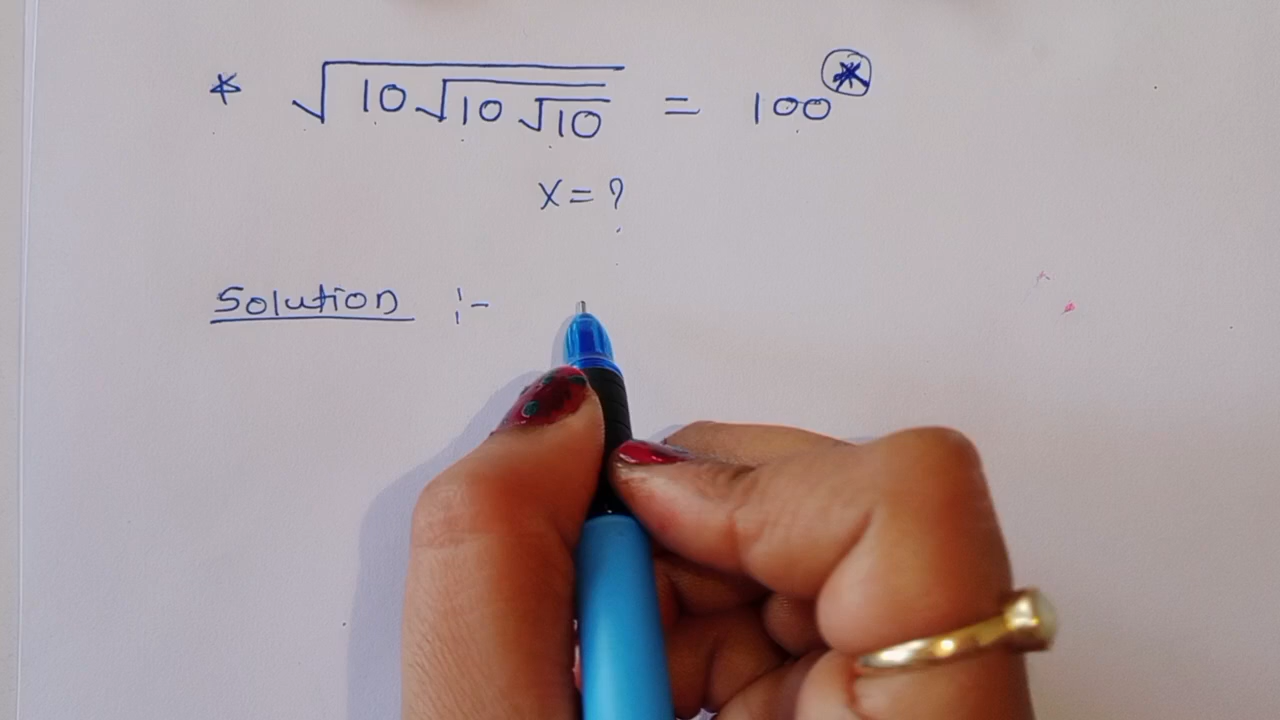 * √(10√(10√10)) = 100^x
x = ?
Solution :-